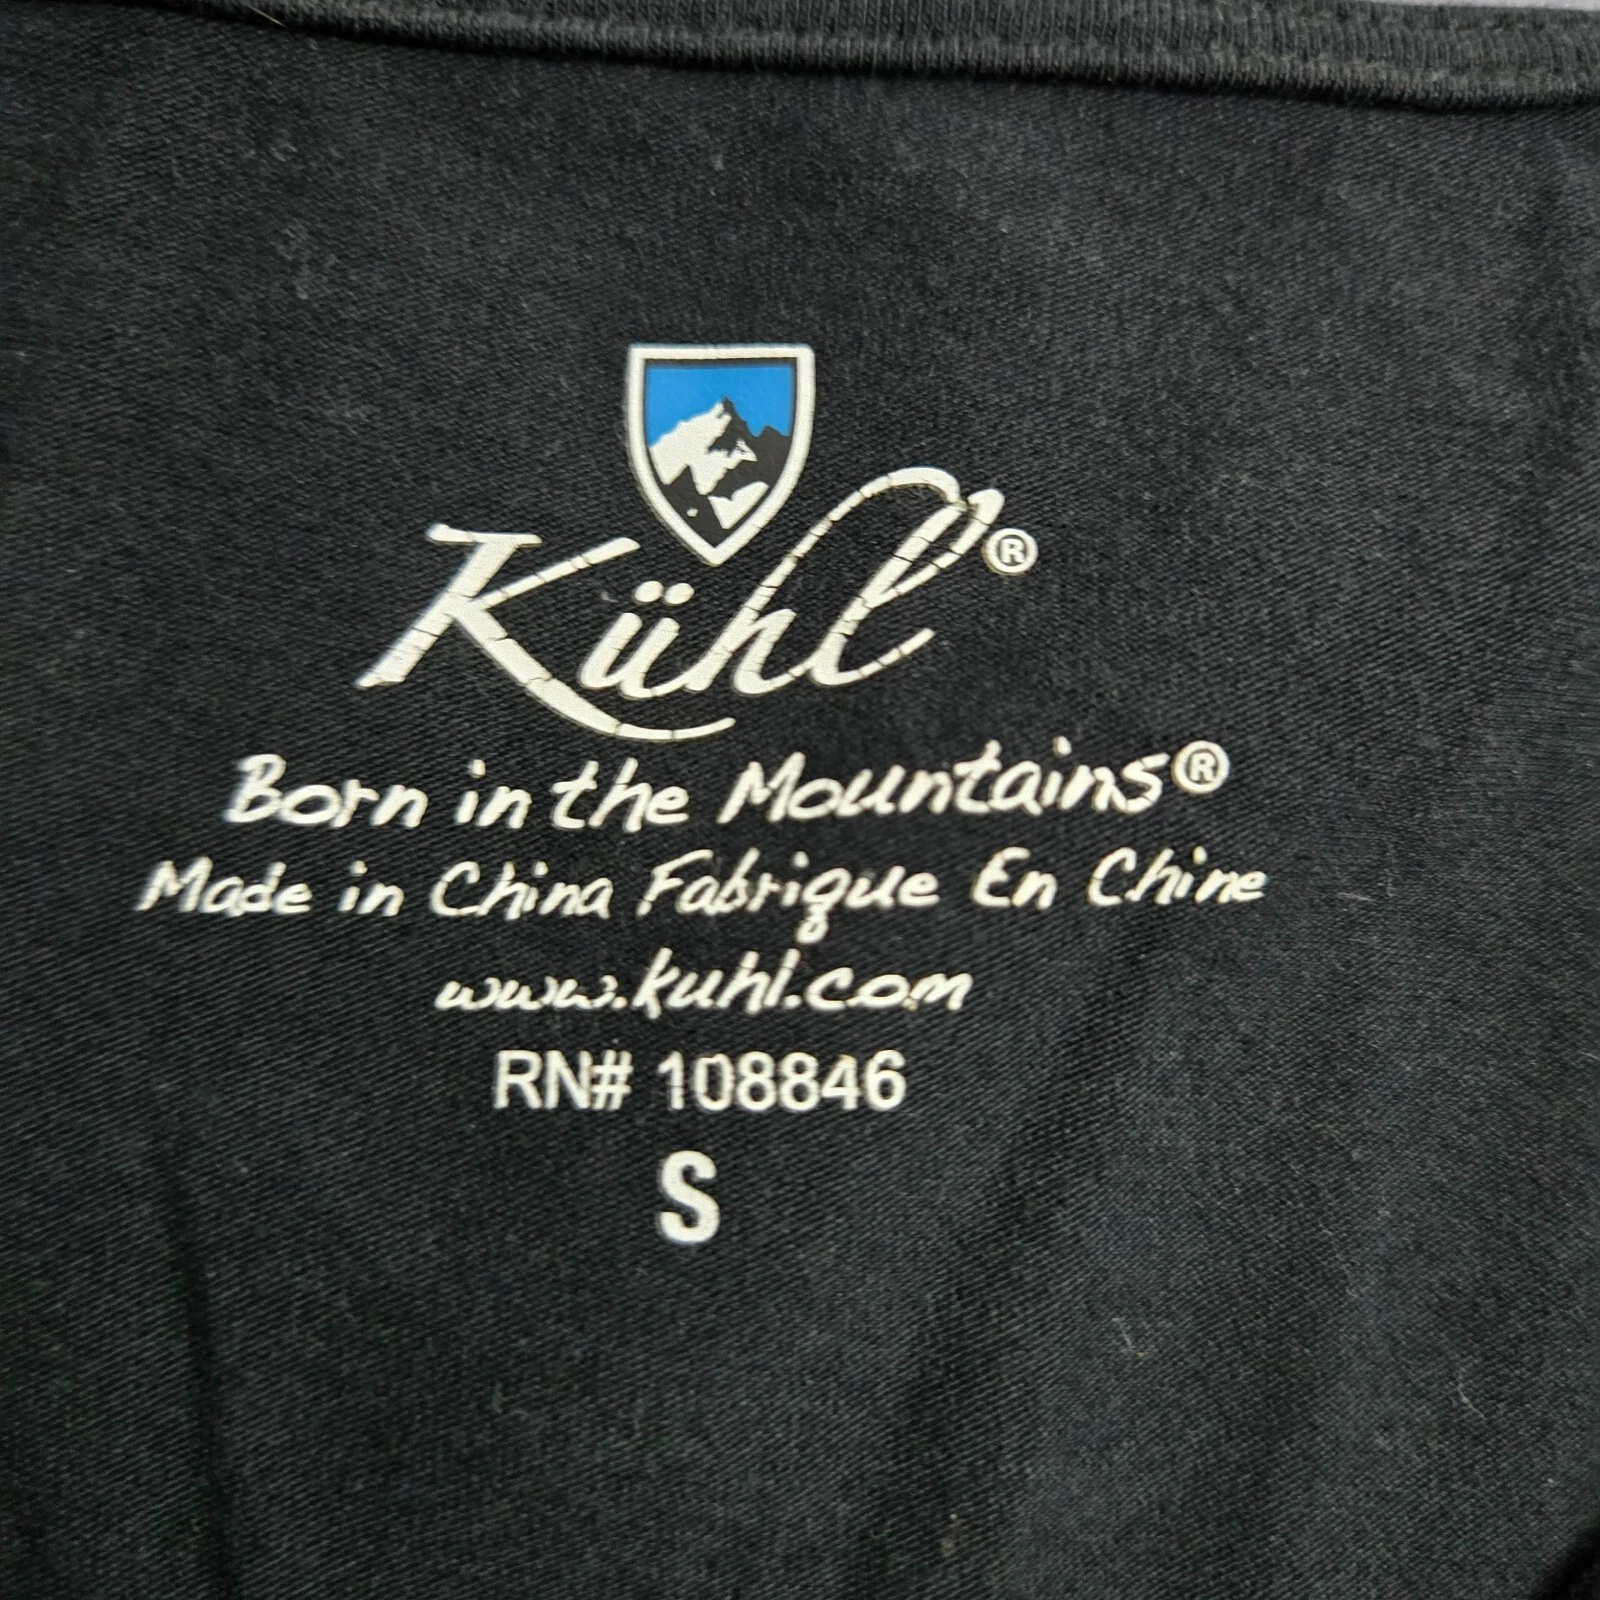 Kühl®
Born in the Mountains®
Made in China Fabrique En Chine
www.kuhl.com
RN# 108846
S